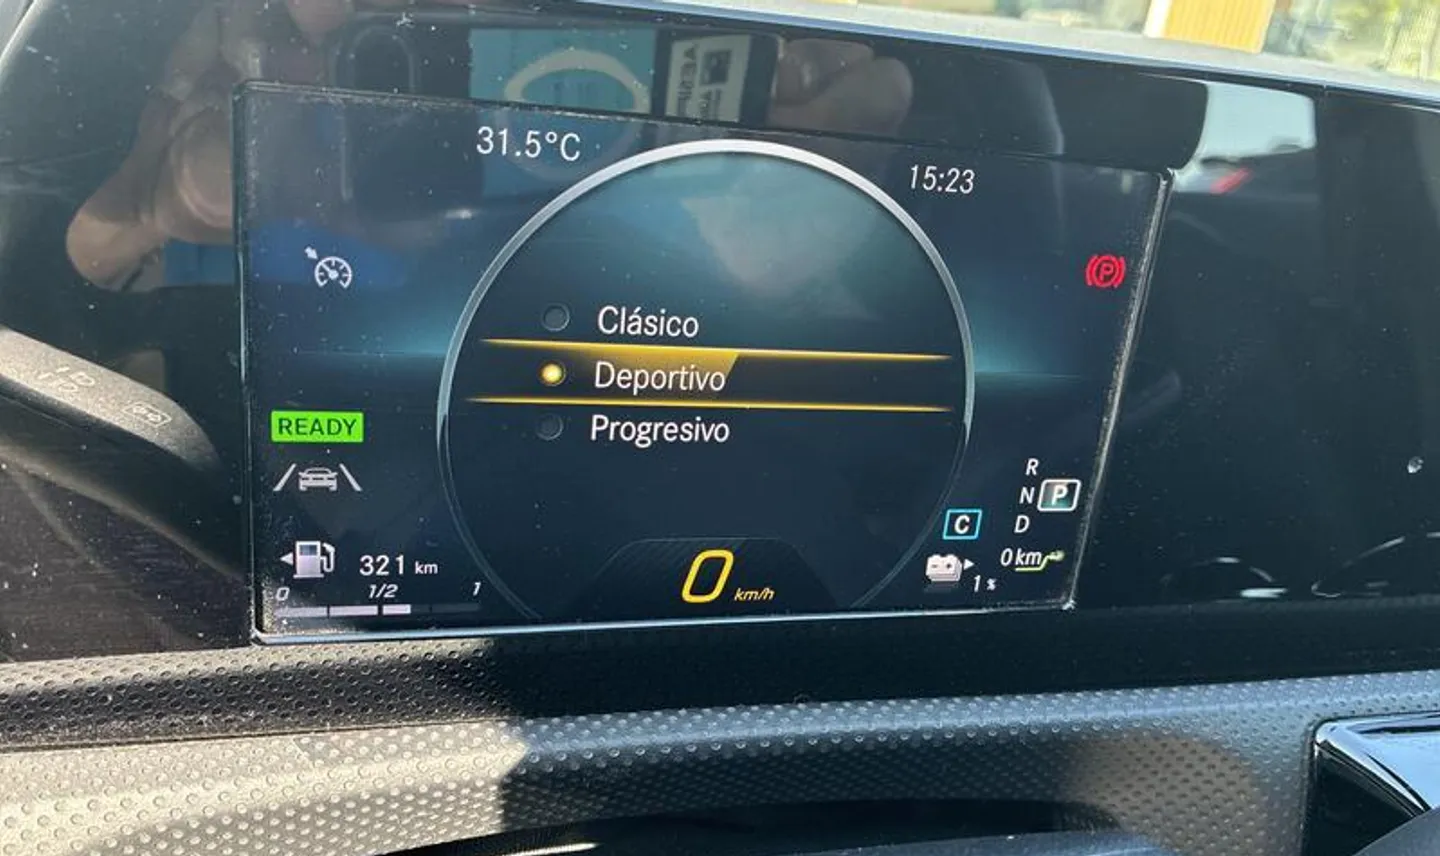 31.5°C
15:23
Clásico
Deportivo
Progresivo
READY
R
N P
D
C
321 km
0 1/2 1
0 km/h
0 km
1 %